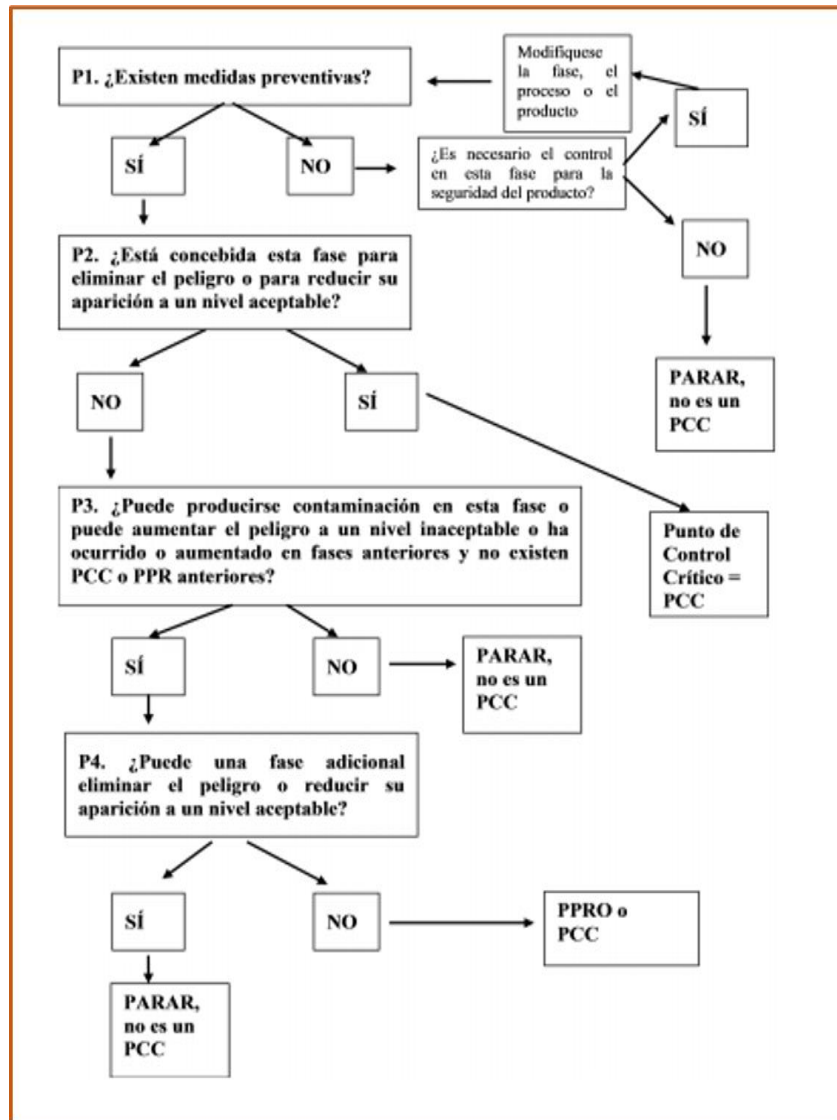 P1. ¿Existen medidas preventivas?
Modifíquese
la fase, el
proceso o el
producto
SÍ
SÍ
NO
¿Es necesario el control
en esta fase para la
seguridad del producto?
NO
P2. ¿Está concebida esta fase para
eliminar el peligro o para reducir su
aparición a un nivel aceptable?
PARAR,
no es un
PCC
NO
SÍ
P3. ¿Puede producirse contaminación en esta fase o
puede aumentar el peligro a un nivel inaceptable o ha
ocurrido o aumentado en fases anteriores y no existen
PCC o PPR anteriores?
Punto de
Control
Crítico =
PCC
SÍ
NO
PARAR,
no es un
PCC
P4. ¿Puede una fase adicional
eliminar el peligro o reducir su
aparición a un nivel aceptable?
SÍ
NO
PPRO o
PCC
PARAR,
no es un
PCC